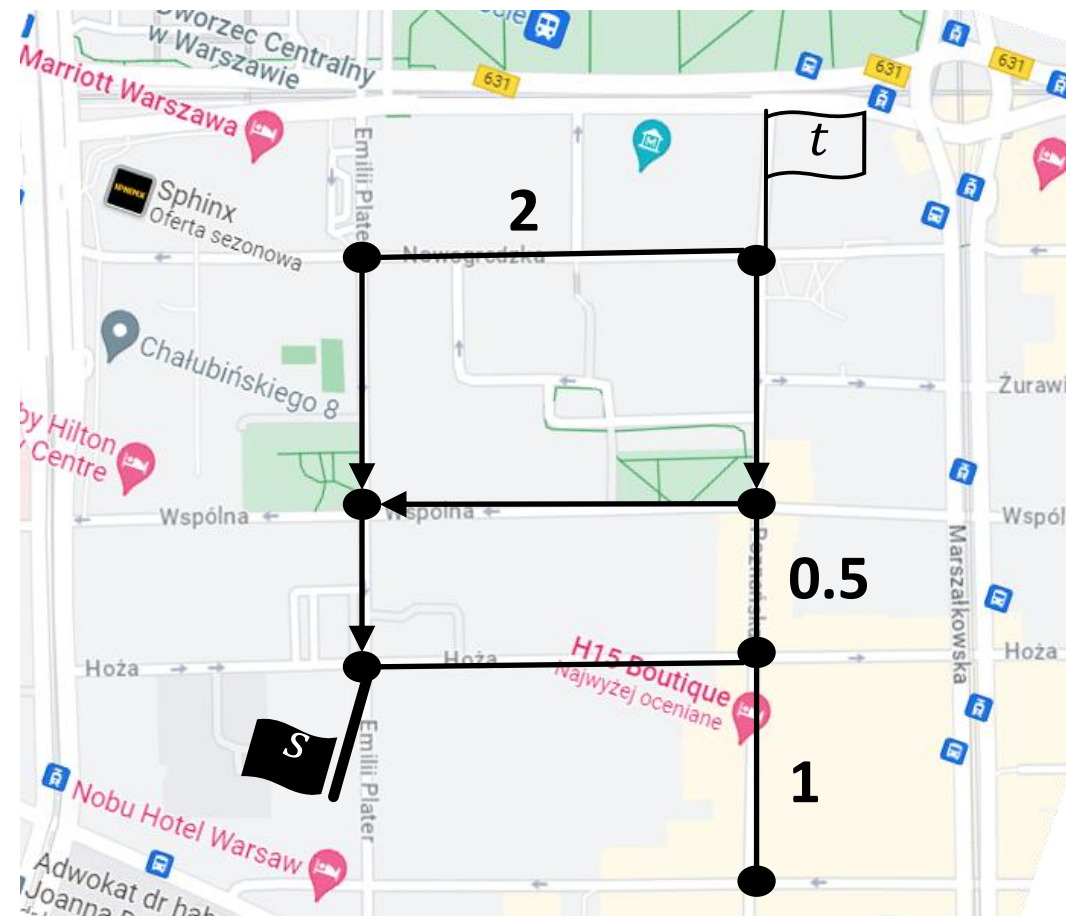 Dworzec Centralny
w Warszawie
631
631
631
Marriott Warszawa
Emilii Plater
t
Sphinx
Oferta sezonowa
2
Nowogrodzka
Chałubińskiego 8
Żurawi
by Hilton
Centre
Wspólna
Wspólna
Wspól
Poznańska
0.5
Marszałkowska
Hoża
Hoża
Hoża
H15 Boutique
Najwyżej oceniane
s
Emilii Plater
1
Nobu Hotel Warsaw
Adwokat dr hab
Joanna